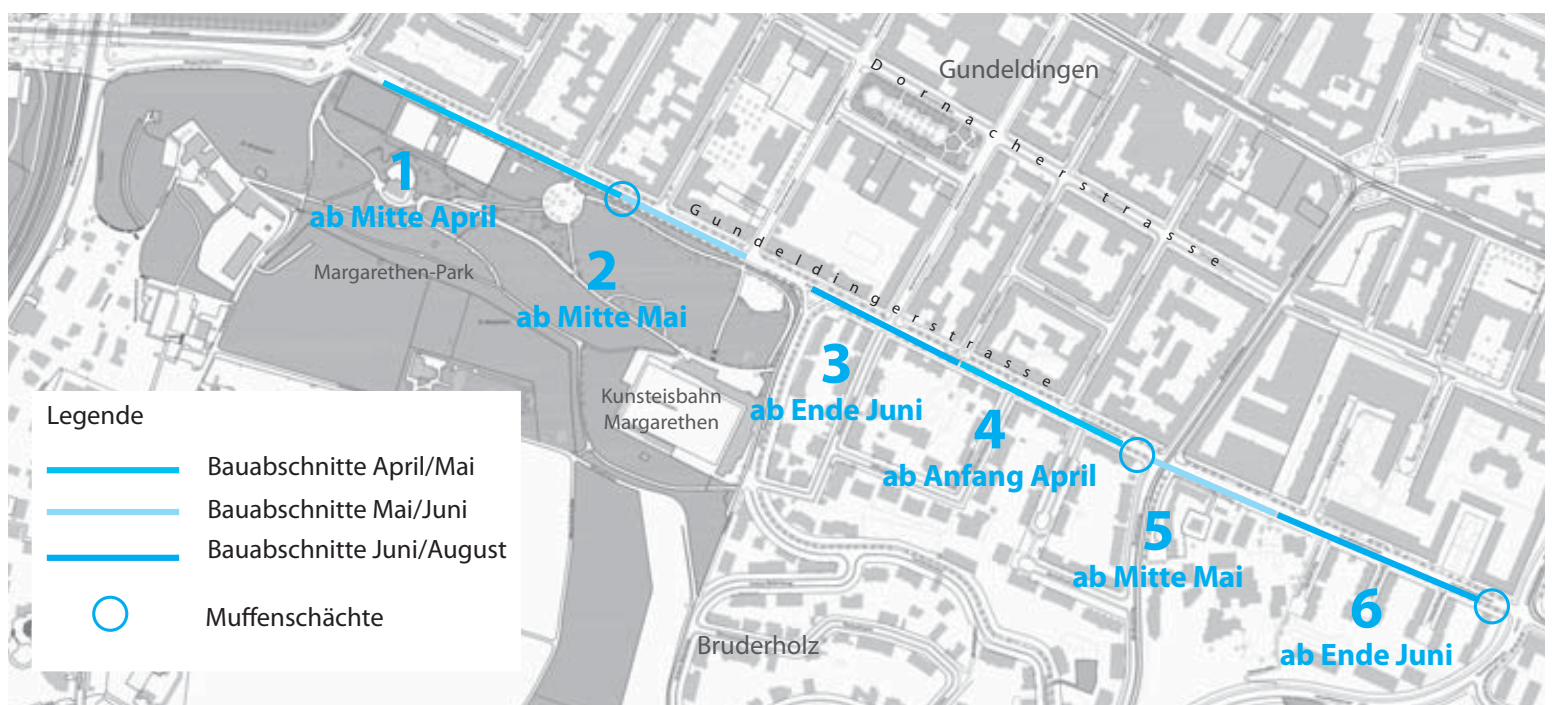 Gundeldingen
Dornacherstrasse
1
ab Mitte April
Gundeldingerstrasse
Margarethen-Park
2
ab Mitte Mai
3
ab Ende Juni
Kunsteisbahn
Margarethen
4
ab Anfang April
5
ab Mitte Mai
6
ab Ende Juni
Bruderholz
Legende
Bauabschnitte April/Mai
Bauabschnitte Mai/Juni
Bauabschnitte Juni/August
Muffenschächte